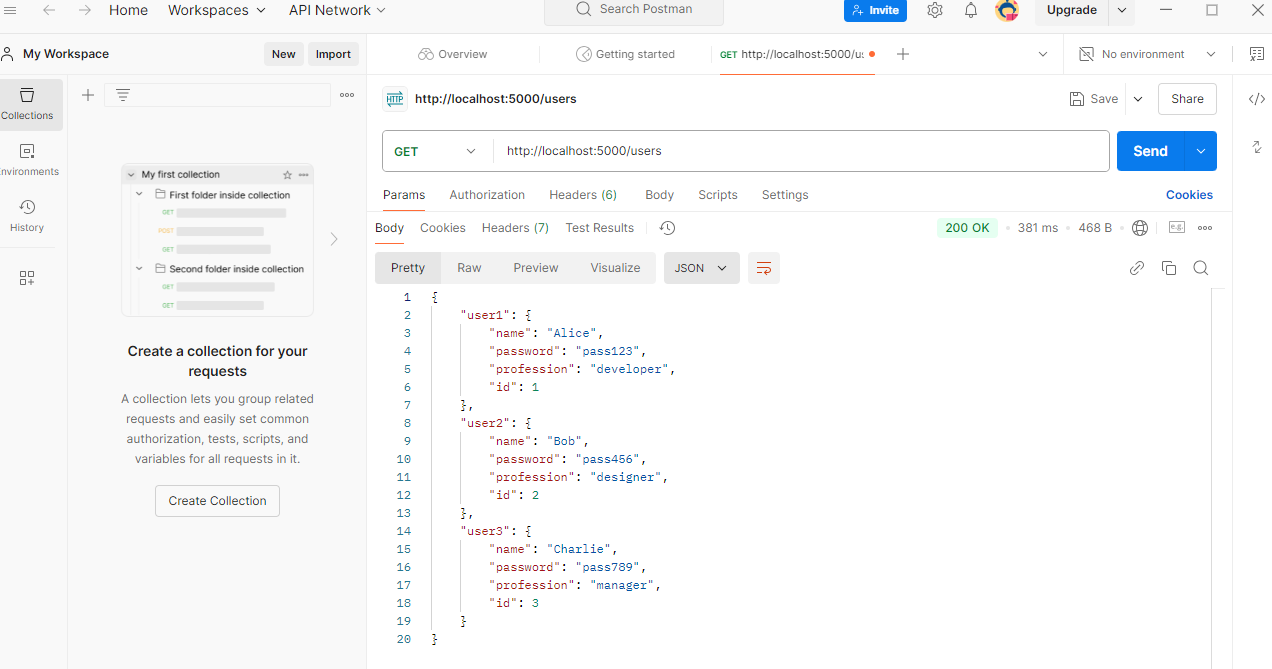 Home Workspaces API Network Search Postman Invite Upgrade
My Workspace New Import
Overview Getting started GET http://localhost:5000/u No environment
Collections
nvironments
History
My first collection
First folder inside collection
GET
POST
GET
Second folder inside collection
GET
GET
Create a collection for your
requests
A collection lets you group related
requests and easily set common
authorization, tests, scripts, and
variables for all requests in it.
Create Collection
HTTP http://localhost:5000/users Save Share
GET http://localhost:5000/users Send
Params Authorization Headers (6) Body Scripts Settings Cookies
Body Cookies Headers (7) Test Results 200 OK 381 ms 468 B e.g.
Pretty Raw Preview Visualize JSON
1 {
2 "user1": {
3 "name": "Alice",
4 "password": "pass123",
5 "profession": "developer",
6 "id": 1
7 },
8 "user2": {
9 "name": "Bob",
10 "password": "pass456",
11 "profession": "designer",
12 "id": 2
13 },
14 "user3": {
15 "name": "Charlie",
16 "password": "pass789",
17 "profession": "manager",
18 "id": 3
19 }
20 }